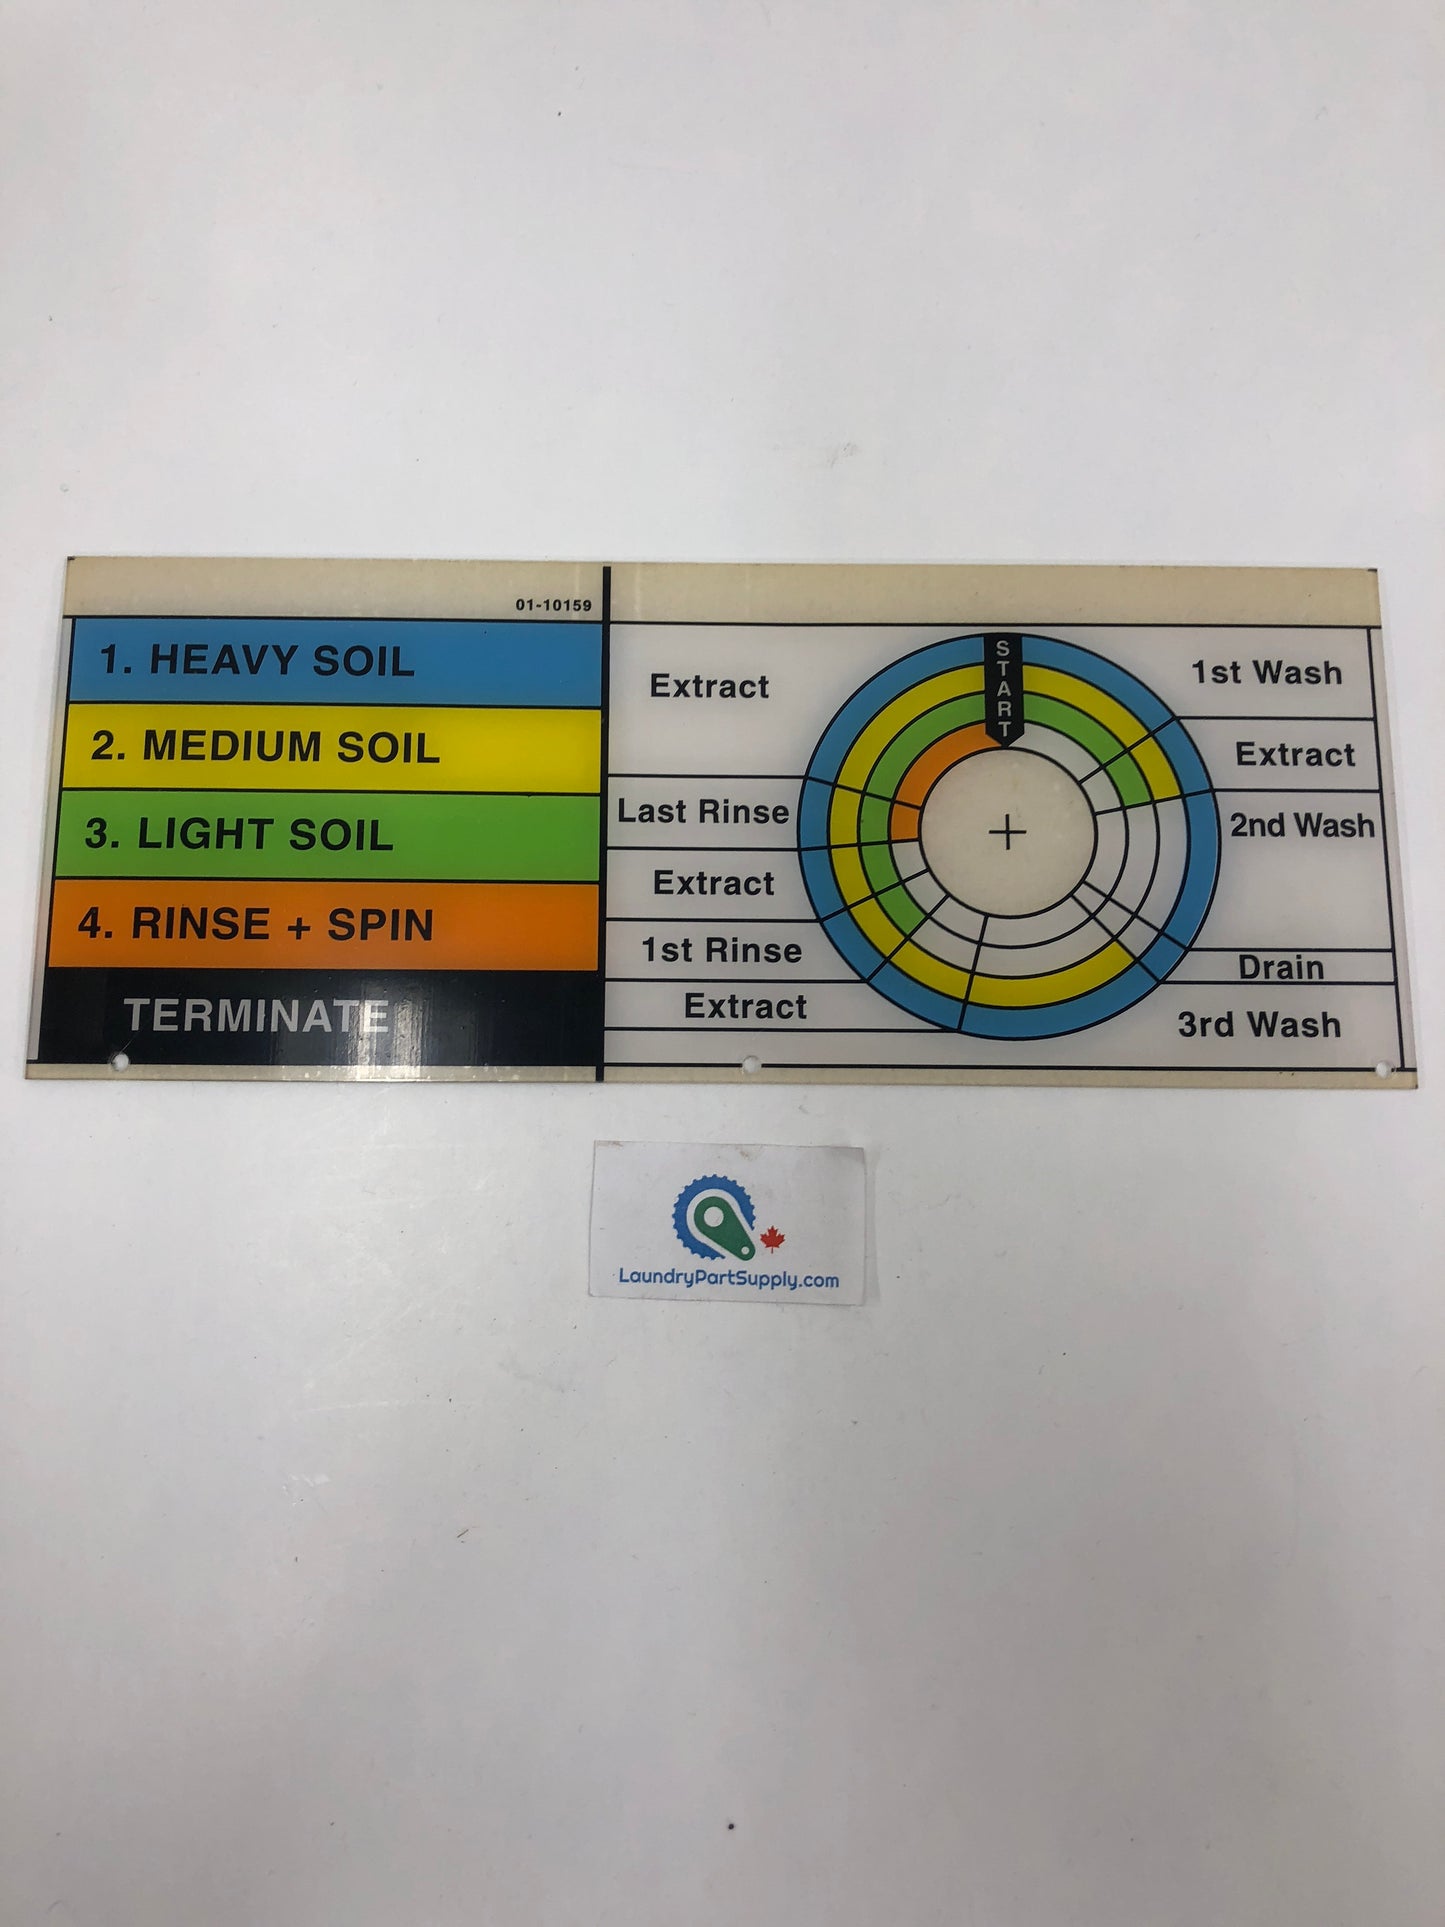 01-10159
1. HEAVY SOIL
2. MEDIUM SOIL
3. LIGHT SOIL
4. RINSE + SPIN
TERMINATE
Extract
Last Rinse
Extract
1st Rinse
Extract
START
1st Wash
Extract
2nd Wash
Drain
3rd Wash
LaundryPartSupply.com